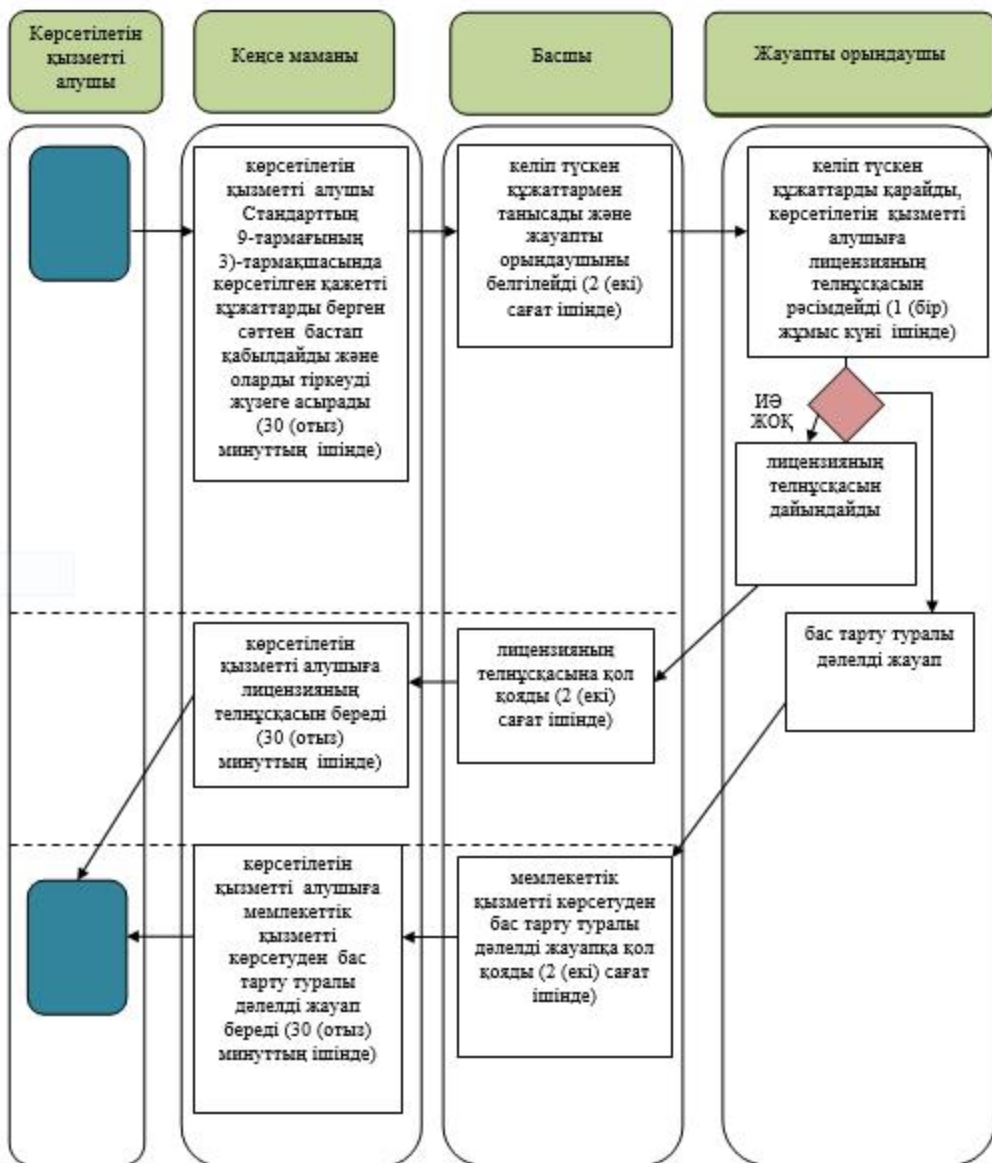 Көрсетілетін
қызметті
алушы
Кеңсе маманы
Басшы
Жауапты орындаушы
көрсетілетін
қызметті алушы
Стандарттың
9-тармағының
3)-тармақшасында
көрсетілген қажетті
құжаттарды берген
сәттен бастап
қабылдайды және
оларды тіркеуді
жүзеге асырады
(30 (отыз)
минуттың ішінде)
келіп түскен
құжаттармен
танысады және
жауапты
орындаушыны
белгілейді (2 (екі)
сағат ішінде)
келіп түскен
құжаттарды қарайды,
көрсетілетін қызметті
алушыға
лицензияның
телнұсқасын
рәсімдейді (1 (бір)
жұмыс күні ішінде)
ИӘ
ЖОҚ
лицензияның
телнұсқасын
дайындайды
көрсетілетін
қызметті алушыға
лицензияның
телнұсқасын береді
(30 (отыз)
минуттың ішінде)
лицензияның
телнұсқасына қол
қояды (2 (екі)
сағат ішінде)
бас тарту туралы
дәлелді жауап
көрсетілетін
қызметті алушыға
мемлекеттік
қызметті
көрсетуден бас
тарту туралы
дәлелді жауап
береді (30 (отыз)
минуттың ішінде)
мемлекеттік
қызметті көрсетуден
бас тарту туралы
дәлелді жауапқа қол
қояды (2 (екі) сағат
ішінде)